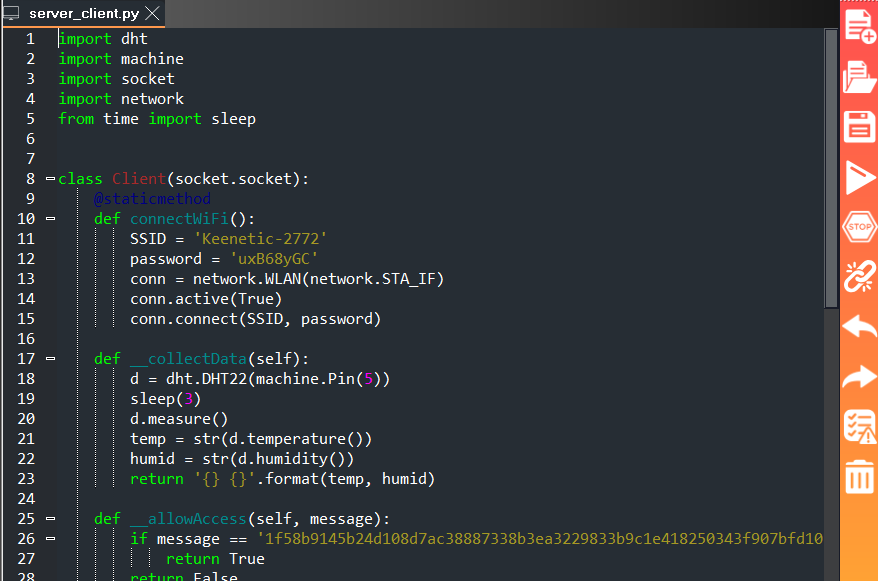 server_client.py
1 import dht
2 import machine
3 import socket
4 import network
5 from time import sleep
6
7
8 class Client(socket.socket):
9 @staticmethod
10 def connectWiFi():
11 SSID = 'Keenetic-2772'
12 password = 'uxB68yGC'
13 conn = network.WLAN(network.STA_IF)
14 conn.active(True)
15 conn.connect(SSID, password)
16
17 def __collectData(self):
18 d = dht.DHT22(machine.Pin(5))
19 sleep(3)
20 d.measure()
21 temp = str(d.temperature())
22 humid = str(d.humidity())
23 return '{} {}'.format(temp, humid)
24
25 def __allowAccess(self, message):
26 if message == '1f58b9145b24d108d7ac38887338b3ea3229833b9c1e418250343f907bfd10
27 return True
28 return False
STOP